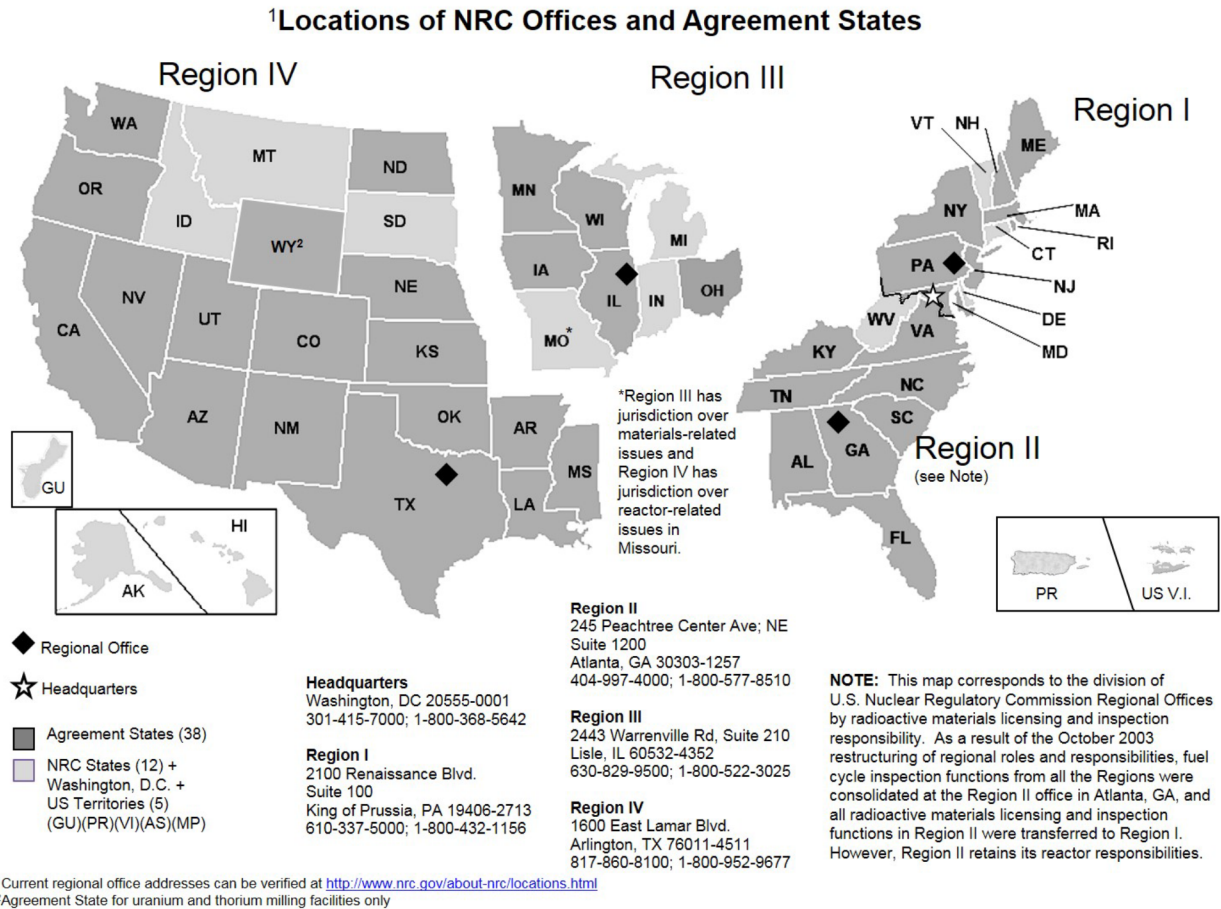 ¹Locations of NRC Offices and Agreement States
Region IV
Region III
Region I
WA
OR
CA
NV
ID
MT
WY²
UT
AZ
CO
NM
ND
SD
NE
KS
OK
TX
AR
LA
MS
MN
WI
MI
IA
IL
IN
OH
MO*
VT
NH
ME
NY
MA
RI
CT
PA
NJ
DE
MD
WV
VA
KY
TN
NC
SC
AL
GA
FL
Region II
(see Note)
*Region III has
jurisdiction over
materials-related
issues and
Region IV has
jurisdiction over
reactor-related
issues in
Missouri.
GU
AK
HI
PR
US V.I.
Regional Office
Headquarters
Agreement States (38)
NRC States (12) +
Washington, D.C. +
US Territories (5)
(GU)(PR)(VI)(AS)(MP)
Headquarters
Washington, DC 20555-0001
301-415-7000; 1-800-368-5642
Region I
2100 Renaissance Blvd.
Suite 100
King of Prussia, PA 19406-2713
610-337-5000; 1-800-432-1156
Region II
245 Peachtree Center Ave; NE
Suite 1200
Atlanta, GA 30303-1257
404-997-4000; 1-800-577-8510
Region III
2443 Warrenville Rd, Suite 210
Lisle, IL 60532-4352
630-829-9500; 1-800-522-3025
Region IV
1600 East Lamar Blvd.
Arlington, TX 76011-4511
817-860-8100; 1-800-952-9677
NOTE: This map corresponds to the division of
U.S. Nuclear Regulatory Commission Regional Offices
by radioactive materials licensing and inspection
responsibility. As a result of the October 2003
restructuring of regional roles and responsibilities, fuel
cycle inspection functions from all the Regions were
consolidated at the Region II office in Atlanta, GA, and
all radioactive materials licensing and inspection
functions in Region II were transferred to Region I.
However, Region II retains its reactor responsibilities.
Current regional office addresses can be verified at http://www.nrc.gov/about-nrc/locations.html
Agreement State for uranium and thorium milling facilities only